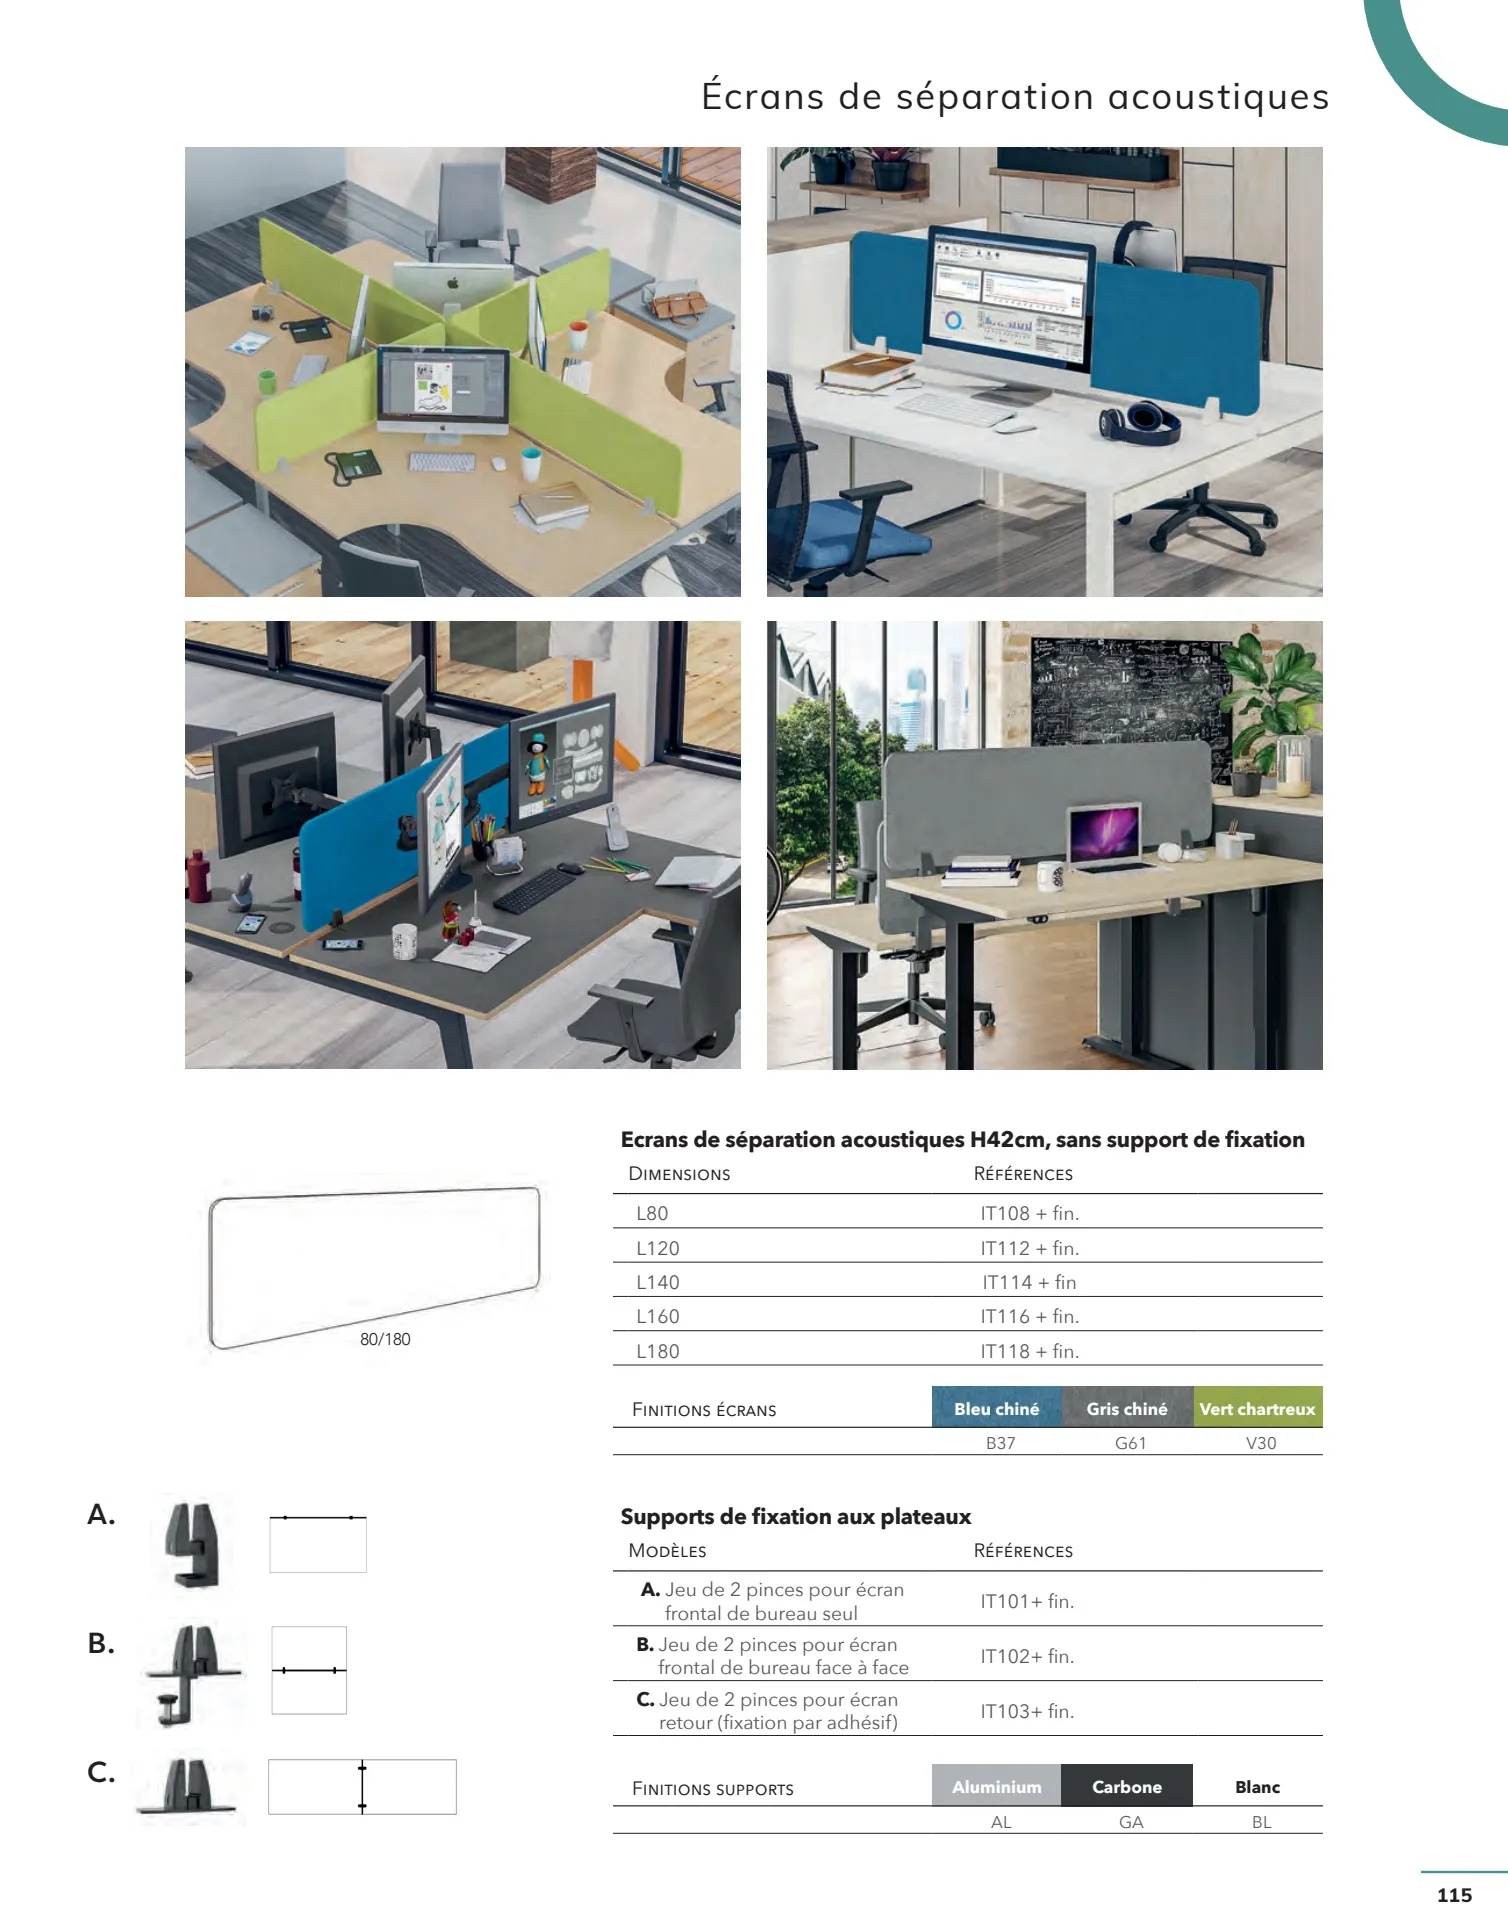 Écrans de séparation acoustiques
Ecrans de séparation acoustiques H42cm, sans support de fixation
DIMENSIONS RÉFÉRENCES
L80 IT108 + fin.
L120 IT112 + fin.
L140 IT114 + fin
L160 IT116 + fin.
L180 IT118 + fin.
80/180
FINITIONS ÉCRANS Bleu chiné Gris chiné Vert chartreux
B37 G61 V30
Supports de fixation aux plateaux
MODÈLES RÉFÉRENCES
A. Jeu de 2 pinces pour écran
frontal de bureau seul IT101+ fin.
B. Jeu de 2 pinces pour écran
frontal de bureau face à face IT102+ fin.
C. Jeu de 2 pinces pour écran
retour (fixation par adhésif) IT103+ fin.
FINITIONS SUPPORTS Aluminium Carbone Blanc
AL GA BL
A.
B.
C.
TEAM
115